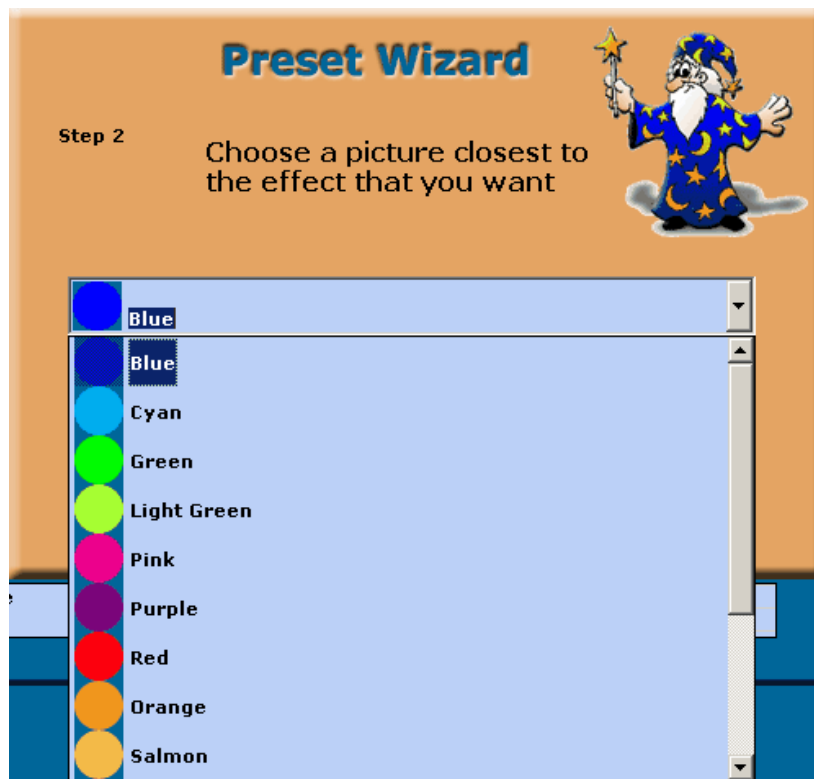 Preset Wizard
Step 2
Choose a picture closest to
the effect that you want
Blue
Blue
Cyan
Green
Light Green
Pink
Purple
Red
Orange
Salmon